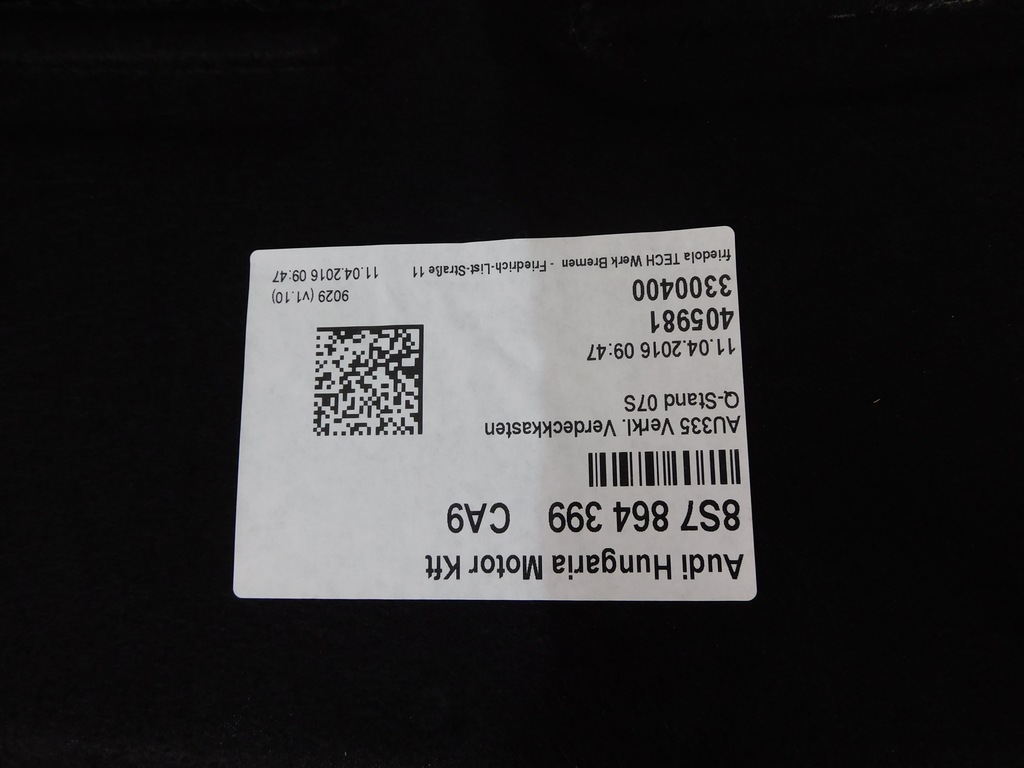 Audi Hungaria Motor Kft
8S7 864 399 CA9
AU335 Verkl. Verdeckkasten
Q-Stand 07S
11.04.2016 09:47
405981
3300400
9029 (v1.10)
friedola TECH Werk Bremen - Friedrich-List-Straße 11 11.04.2016 09:47